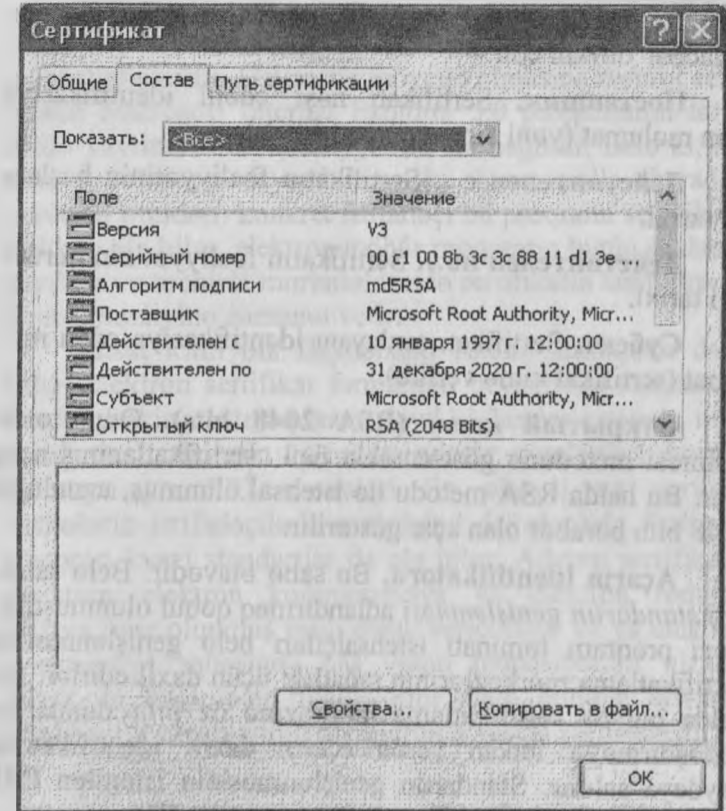 Сертификат
Общие Состав Путь сертификации
Показать: <Все>
Поле Значение
Версия V3
Серийный номер 00 c1 00 8b 3c 3c 88 11 d1 3e ...
Алгоритм подписи md5RSA
Поставщик Microsoft Root Authority, Micr...
Действителен с 10 января 1997 г. 12:00:00
Действителен по 31 декабря 2020 г. 12:00:00
Субъект Microsoft Root Authority, Micr...
Открытый ключ RSA (2048 Bits)
Свойства... Копировать в файл...
OK